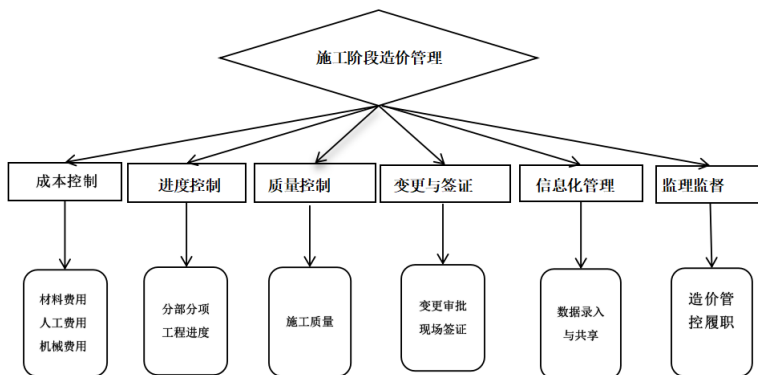 施工阶段造价管理
成本控制
进度控制
质量控制
变更与签证
信息化管理
监理监督
材料费用
人工费用
机械费用
分部分项
工程进度
施工质量
变更审批
现场签证
数据录入
与共享
造价管
控履职